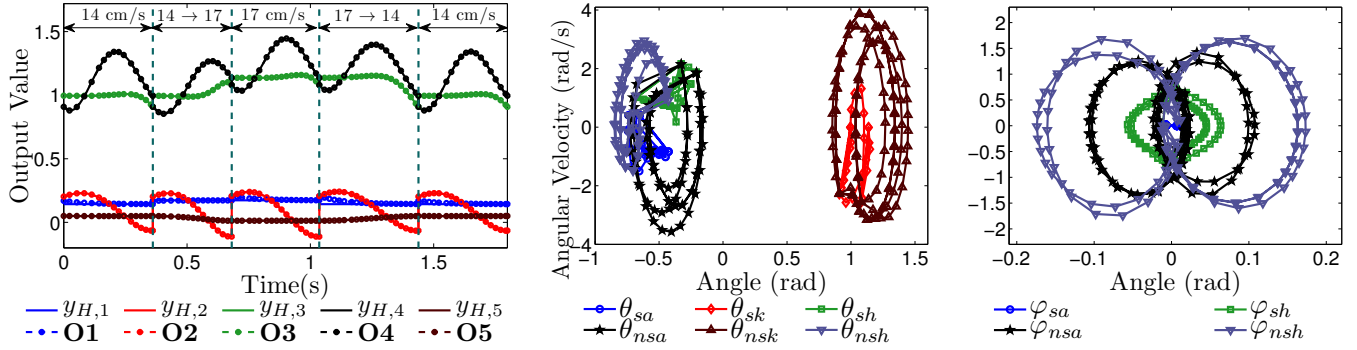 14 cm/s 14 → 17 17 cm/s 17 → 14 14 cm/s
Output Value
1.5
1
0.5
0
0 0.5 1 1.5
Time(s)
y_{H,1} y_{H,2} y_{H,3} y_{H,4} y_{H,5}
O1 O2 O3 O4 O5
Angular Velocity (rad/s)
4
2
0
−2
−4
−1 −0.5 0 0.5 1 1.5
Angle (rad)
θ_{sa} θ_{sk} θ_{sh}
θ_{nsa} θ_{nsk} θ_{nsh}
2
1.5
1
0.5
0
−0.5
−1
−1.5
−2
−0.2 −0.1 0 0.1 0.2
Angle (rad)
φ_{sa} φ_{sh}
φ_{nsa} φ_{nsh}